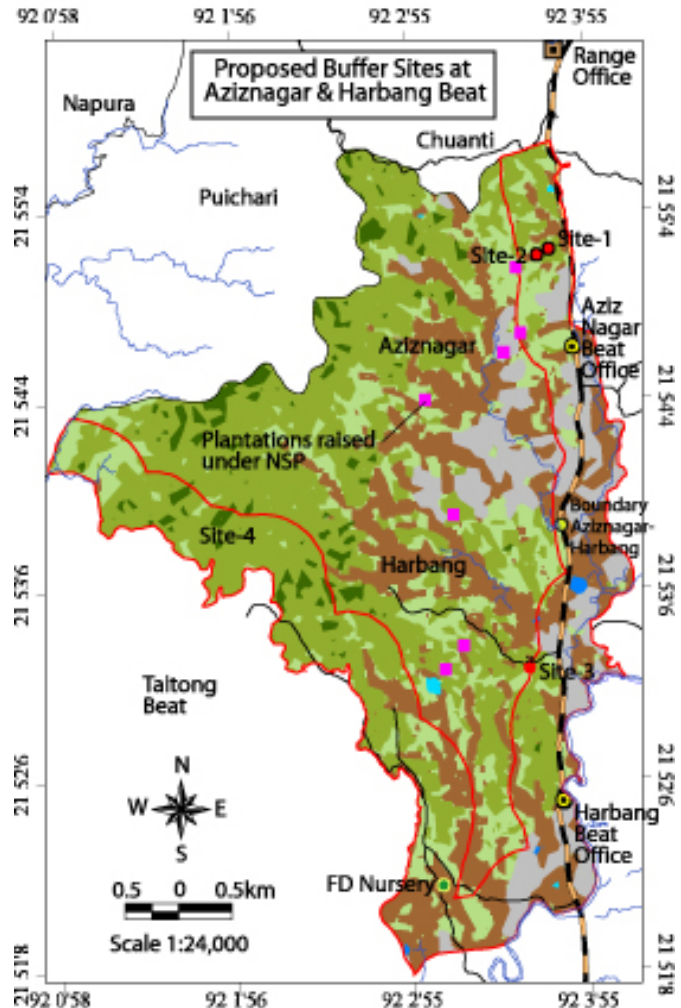 92 0'58
92 1'56
92 2'55
92 3'55
Proposed Buffer Sites at
Aziznagar & Harbang Beat
Range
Office
Napura
Chuanti
Puichari
21 55'4
21 55'4
Site-1
Site-2
Aziz
Nagar
Beat
Office
Aziznagar
21 54'4
21 54'4
Plantations raised
under NSP
Boundary
Aziznagar-
Harbang
Site-4
Harbang
21 53'6
21 53'6
Site-3
Taltong
Beat
21 52'6
21 52'6
N
W
E
S
Harbang
Beat
Office
FD Nursery
0.5
0
0.5km
Scale 1:24,000
21 51'8
21 51'8
92 0'58
92 1'56
92 2'55
92 3'55